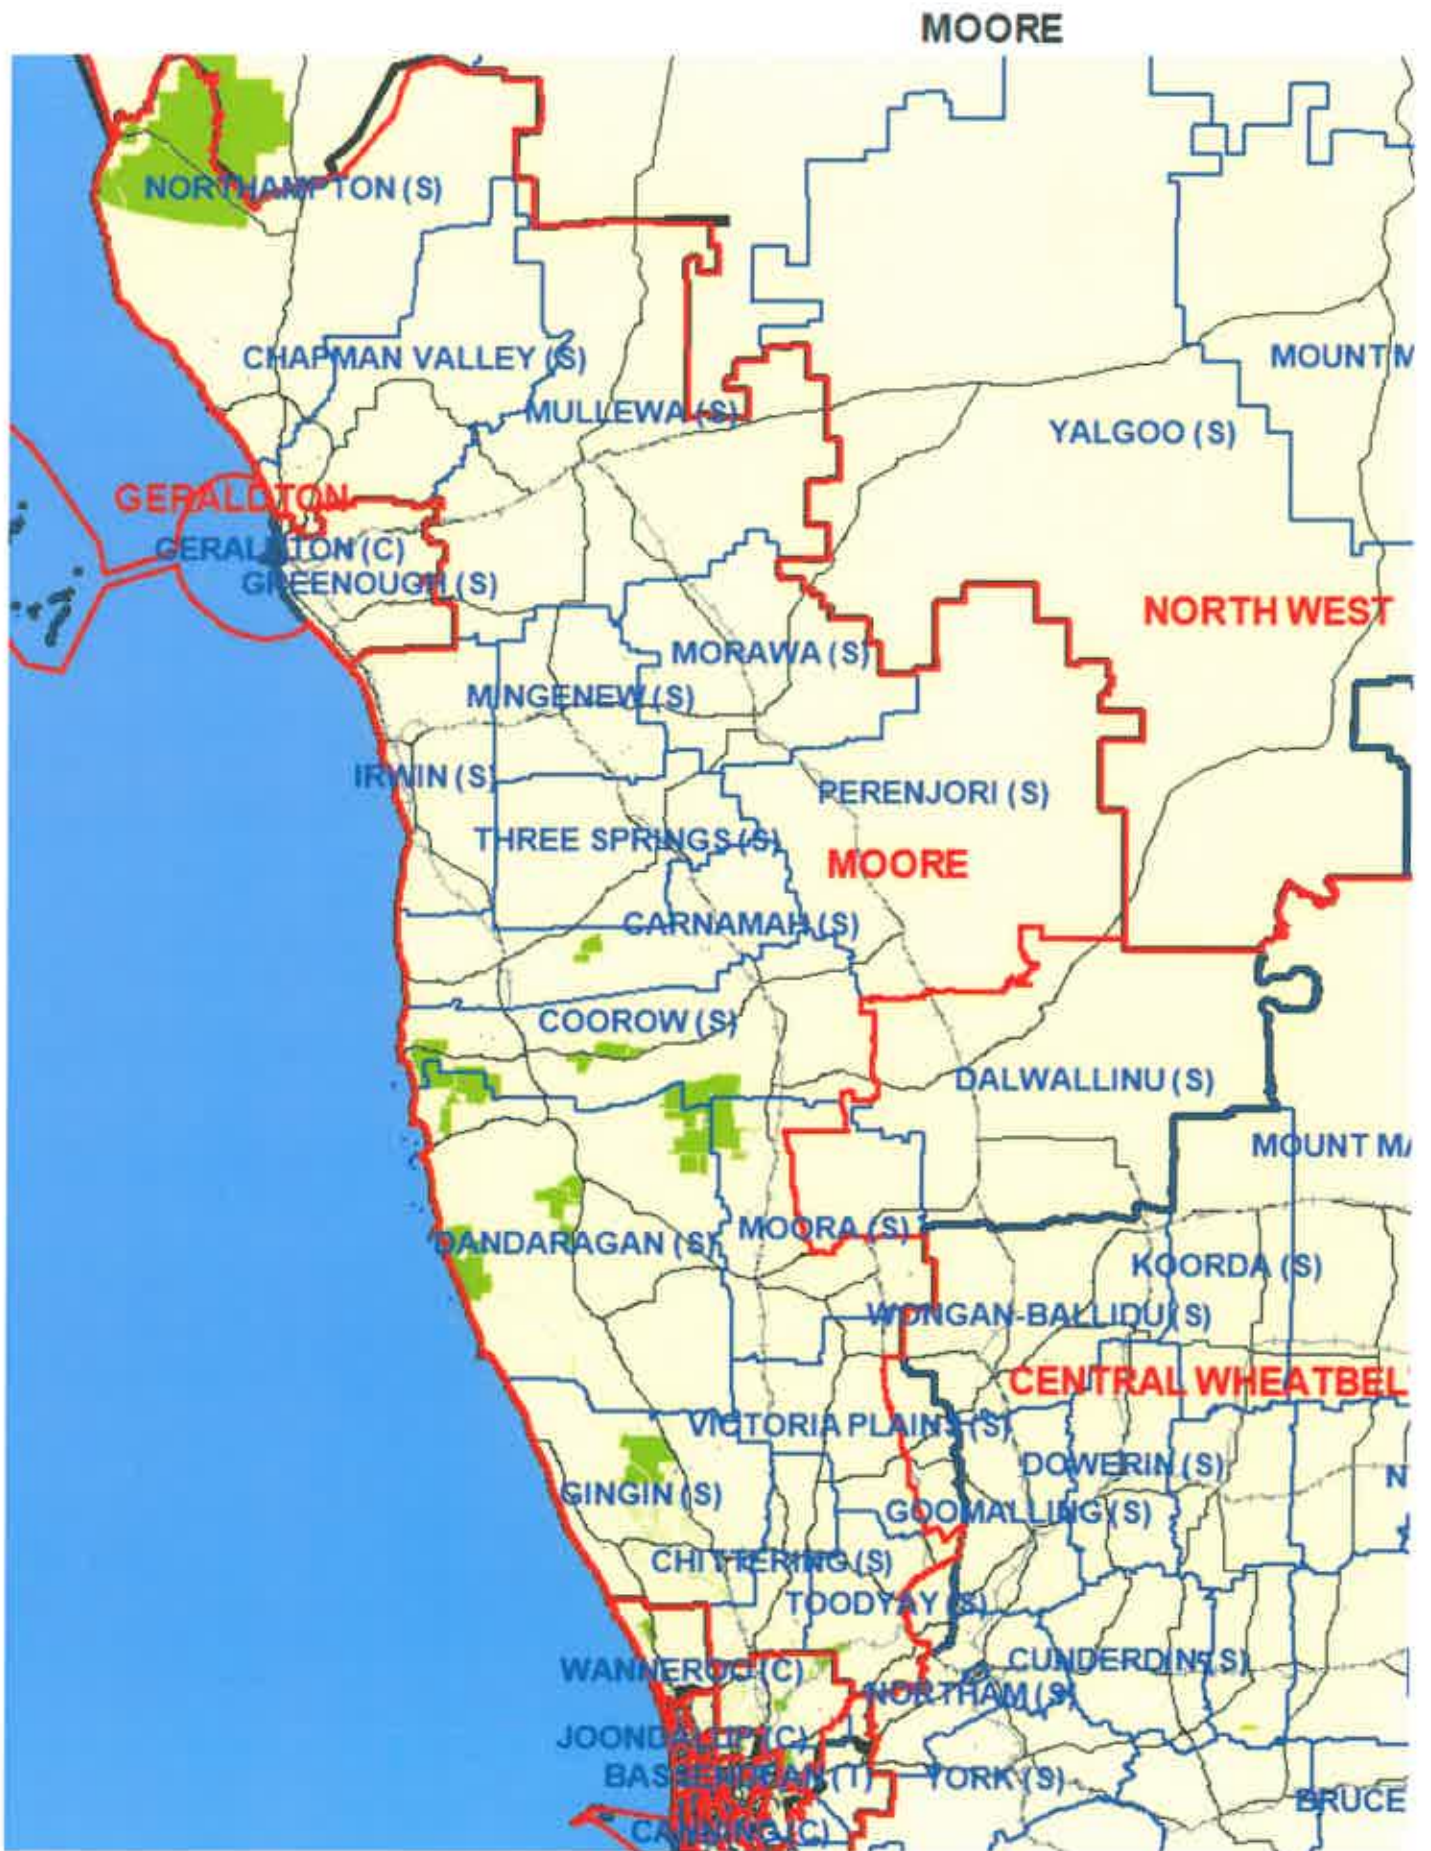 MOORE
NORTHAMPTON (S)
CHAPMAN VALLEY (S)
MOUNT M
MULLEWA (S)
YALGOO (S)
GERALDTON
GERALDTON (C)
GREENOUGH (S)
NORTH WEST
MORAWA (S)
MINGENEW (S)
IRWIN (S)
PERENJORI (S)
THREE SPRINGS (S)
MOORE
CARNAMAH (S)
COOROW (S)
DALWALLINU (S)
MOUNT MA
MOORA (S)
DANDARAGAN (S)
KOORDA (S)
WONGAN-BALLIDU (S)
CENTRAL WHEATBEL
VICTORIA PLAINS (S)
DOWERIN (S)
N
GINGIN (S)
GOOMALLING (S)
CHITTERING (S)
TOODYAY (S)
CUNDERDIN (S)
WANNEROO (C)
NORTHAM (S)
JOONDALUP (C)
BASSENDEAN (T)
YORK (S)
BRUCE
CANNING (C)